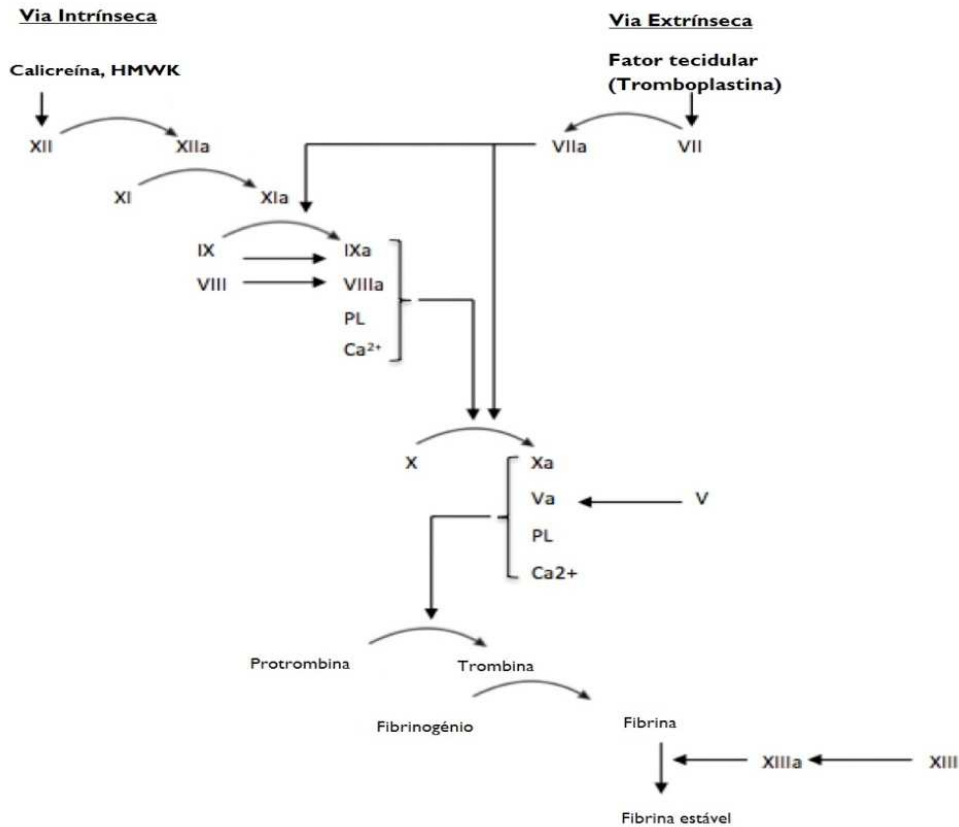 Via Intrínseca
Via Extrínseca
Calicreína, HMWK
Fator tecidular
(Tromboplastina)
XII
XIIa
VIIa
VII
XI
XIa
IX
IXa
VIII
VIIIa
PL
Ca²⁺
X
Xa
Va
V
PL
Ca2+
Protrombina
Trombina
Fibrinogénio
Fibrina
XIIIa
XIII
Fibrina estável